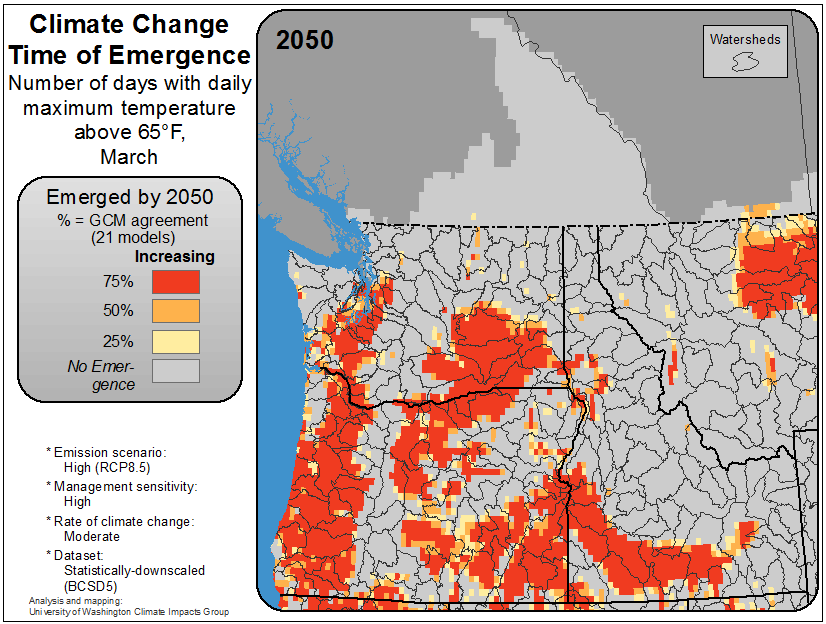 Climate Change
Time of Emergence
Number of days with daily
maximum temperature
above 65°F,
March
Emerged by 2050
% = GCM agreement
(21 models)
Increasing
75%
50%
25%
No Emer-
gence
* Emission scenario:
High (RCP8.5)
* Management sensitivity:
High
* Rate of climate change:
Moderate
* Dataset:
Statistically-downscaled
(BCSD5)
Analysis and mapping:
University of Washington Climate Impacts Group
2050
Watersheds